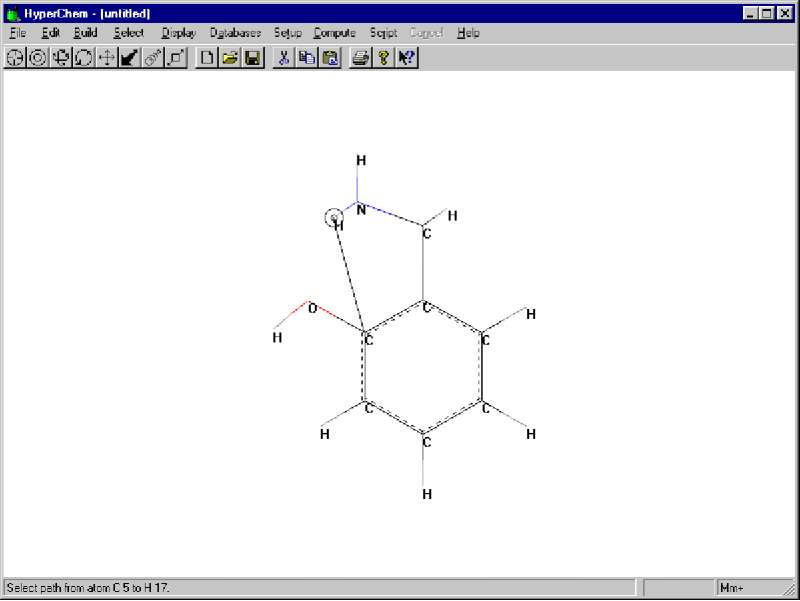 HyperChem - [untitled]
File Edit Build Select Display Databases Setup Compute Script Cancel Help
H
N
H
H
C
O
C
H
H
C
C
C
C
H
C
H
H
Select path from atom C 5 to H 17.
Mm+